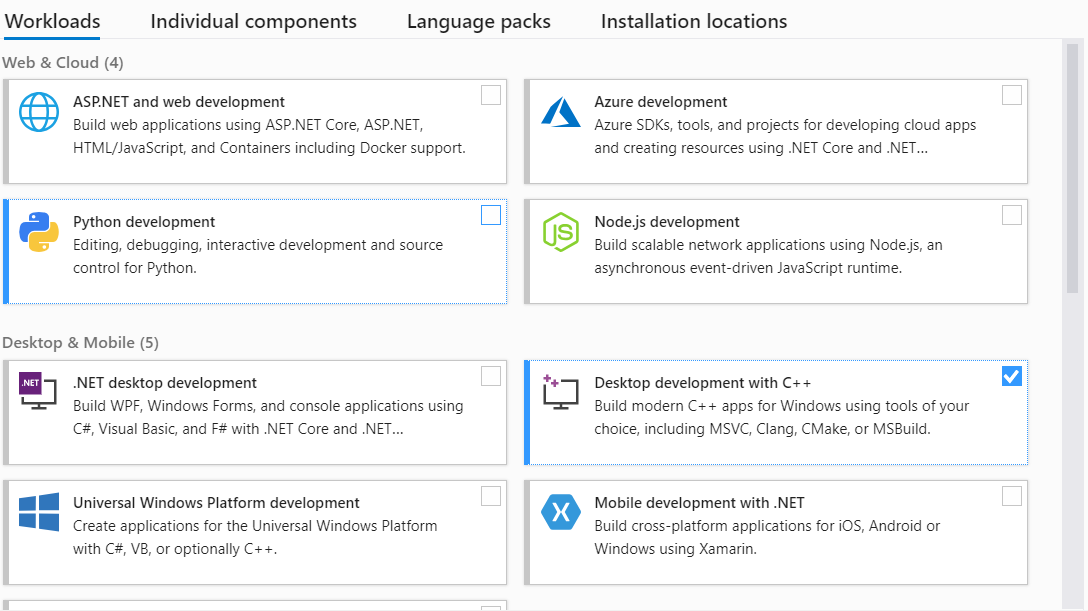 Workloads Individual components Language packs Installation locations
Web & Cloud (4)
ASP.NET and web development
Build web applications using ASP.NET Core, ASP.NET,
HTML/JavaScript, and Containers including Docker support.
Azure development
Azure SDKs, tools, and projects for developing cloud apps
and creating resources using .NET Core and .NET...
Python development
Editing, debugging, interactive development and source
control for Python.
JS
Node.js development
Build scalable network applications using Node.js, an
asynchronous event-driven JavaScript runtime.
Desktop & Mobile (5)
.NET
.NET desktop development
Build WPF, Windows Forms, and console applications using
C#, Visual Basic, and F# with .NET Core and .NET...
++
Desktop development with C++
Build modern C++ apps for Windows using tools of your
choice, including MSVC, Clang, CMake, or MSBuild.
Universal Windows Platform development
Create applications for the Universal Windows Platform
with C#, VB, or optionally C++.
X
Mobile development with .NET
Build cross-platform applications for iOS, Android or
Windows using Xamarin.